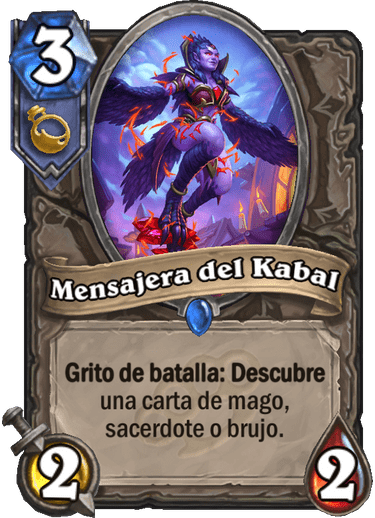 3
Mensajera del Kabal
Grito de batalla: Descubre
una carta de mago,
sacerdote o brujo.
2
2